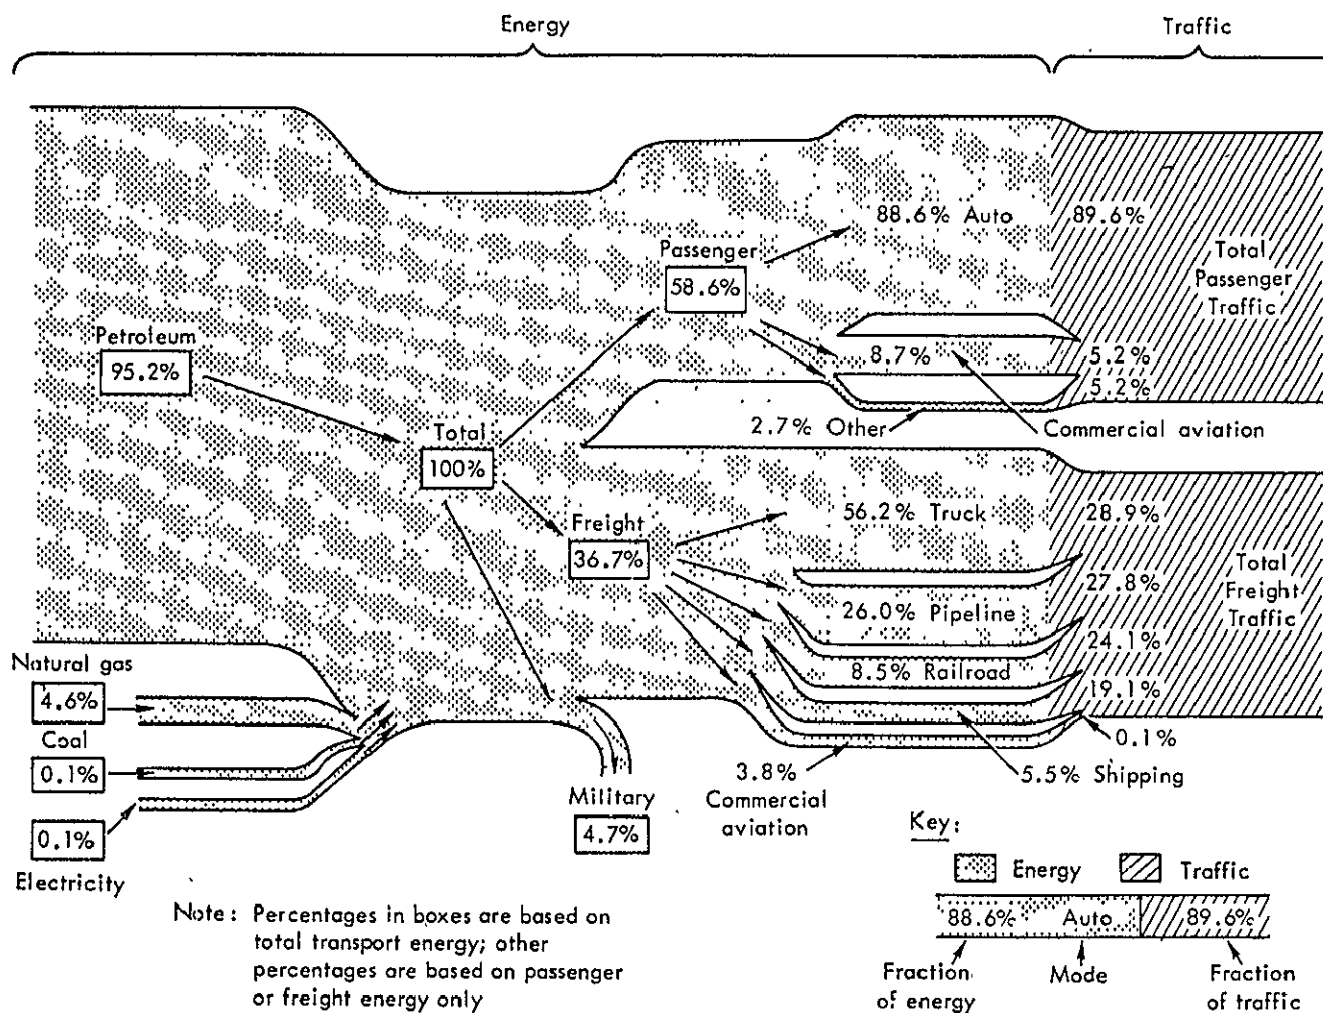 Energy
Traffic
88.6% Auto
89.6%
Passenger
58.6%
Total
Passenger
Traffic
Petroleum
95.2%
8.7%
5.2%
5.2%
Total
100%
2.7% Other
Commercial aviation
Freight
36.7%
56.2% Truck
28.9%
27.8%
Total
Freight
Traffic
26.0% Pipeline
24.1%
8.5% Railroad
19.1%
Natural gas
4.6%
Coal
0.1%
0.1%
Electricity
0.1%
5.5% Shipping
3.8%
Commercial
aviation
Military
4.7%
Key:
Energy
Traffic
88.6%
Auto
89.6%
Fraction
of energy
Mode
Fraction
of traffic
Note: Percentages in boxes are based on
total transport energy; other
percentages are based on passenger
or freight energy only